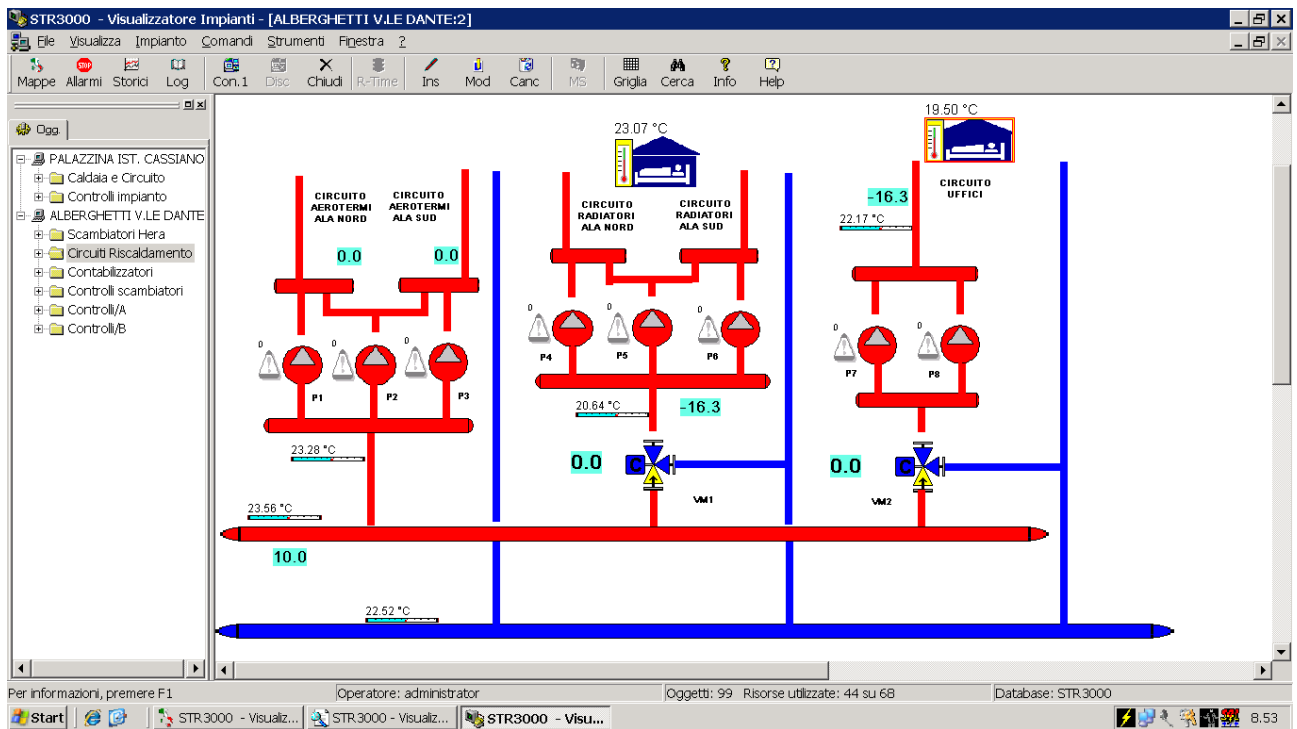 STR3000 - Visualizzatore Impianti - [ALBERGHETTI V.LE DANTE:2]
File Visualizza Impianto Comandi Strumenti Finestra ?
Mappe Allarmi Storici Log Con.1 Disc Chiudi R-Time Ins Mod Canc MS Griglia Cerca Info Help
Ogg.
PALAZZINA IST. CASSIANO
Caldaia e Circuito
Controlli impianto
ALBERGHETTI V.LE DANTE
Scambiatori Hera
Circuiti Riscaldamento
Contabilizzatori
Controlli scambiatori
Controlli/A
Controlli/B
19.50 °C
23.07 °C
CIRCUITO AEROTERMI ALA NORD
CIRCUITO AEROTERMI ALA SUD
CIRCUITO RADIATORI ALA NORD
CIRCUITO RADIATORI ALA SUD
CIRCUITO UFFICI
-16.3
22.17 °C
0.0
0.0
0
0
0
P1
P2
P3
0
0
0
P4
P5
P6
0
0
P7
P8
20.64 °C
-16.3
23.28 °C
0.0
C
VM1
0.0
C
VM2
23.56 °C
10.0
22.52 °C
Per informazioni, premere F1
Operatore: administrator
Oggetti: 99 Risorse utilizzate: 44 su 68
Database: STR3000
Start
STR3000 - Visualiz...
STR3000 - Visualiz...
STR3000 - Visu...
8.53